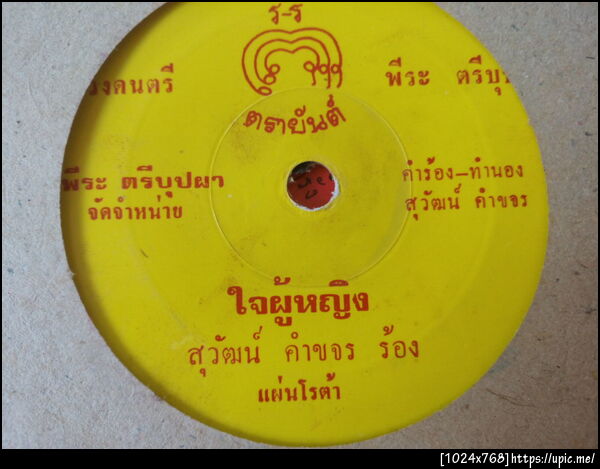 ร-ร
ตรายันต์
งดนตรี
พีระ ตรีบุ
พีระ ตรีบุปผา
จัดจำหน่าย
คำร้อง-ทำนอง
สุวัฒน์ คำขจร
ใจผู้หญิง
สุวัฒน์ คำขจร ร้อง
แผ่นโรต้า
[1024x768]https://upic.me/